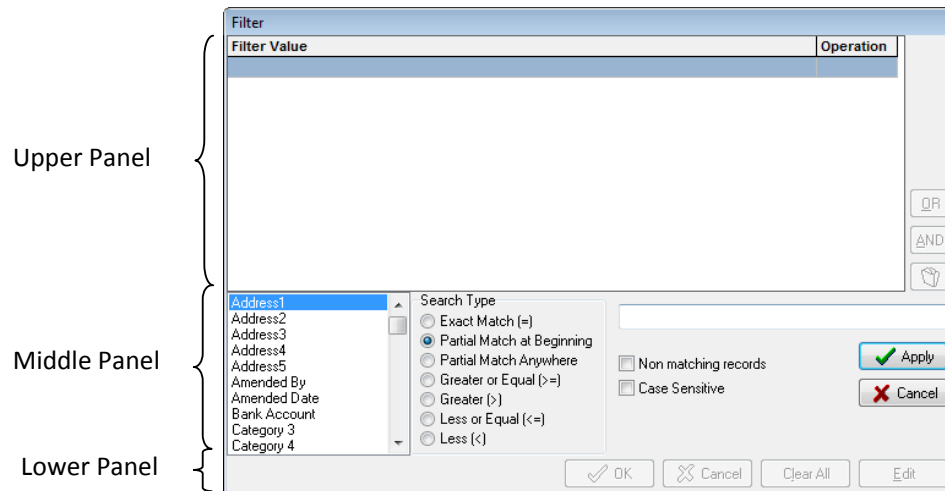 Filter
Filter Value Operation
Upper Panel
OR
AND
Address1
Address2
Address3
Address4
Address5
Amended By
Amended Date
Bank Account
Category 3
Category 4
Search Type
Exact Match (=)
Partial Match at Beginning
Partial Match Anywhere
Greater or Equal (>=)
Greater (>)
Less or Equal (<=)
Less (<)
Non matching records
Case Sensitive
Apply
Cancel
Middle Panel
Lower Panel
OK Cancel Clear All Edit